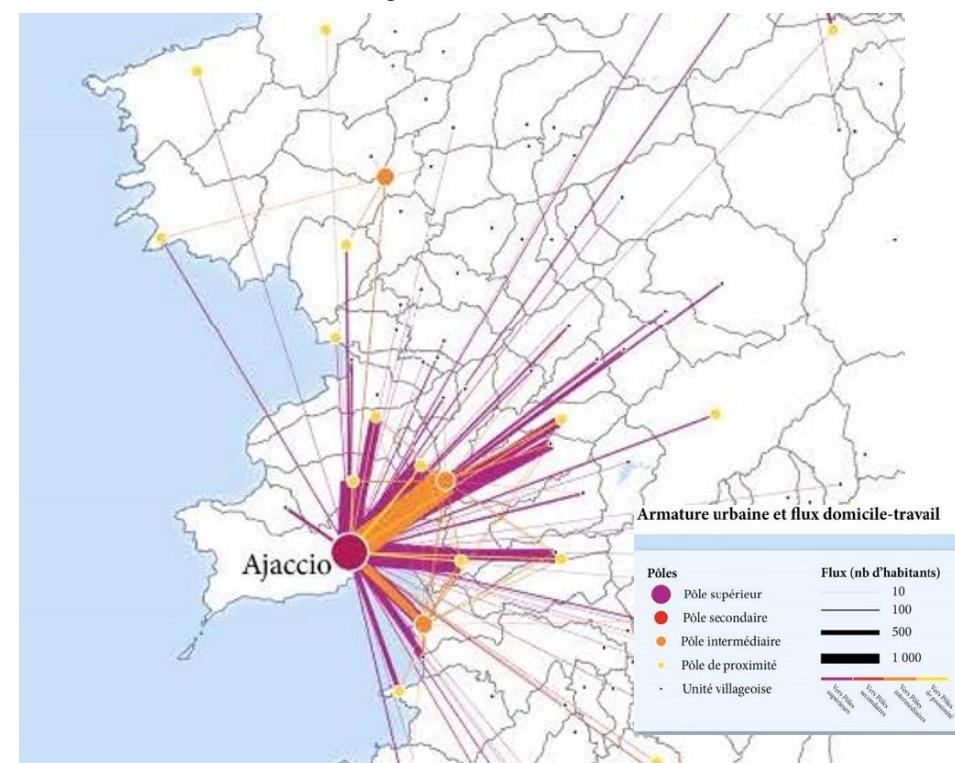 Ajaccio
Armature urbaine et flux domicile-travail
Pôles
Pôle supérieur
Pôle secondaire
Pôle intermédiaire
Pôle de proximité
Unité villageoise
Flux (nb d'habitants)
10
100
500
1 000
Vers Pôles
supérieurs
Vers Pôles
secondaires
Vers Pôles
intermédiaires
Vers Pôles
de proximité